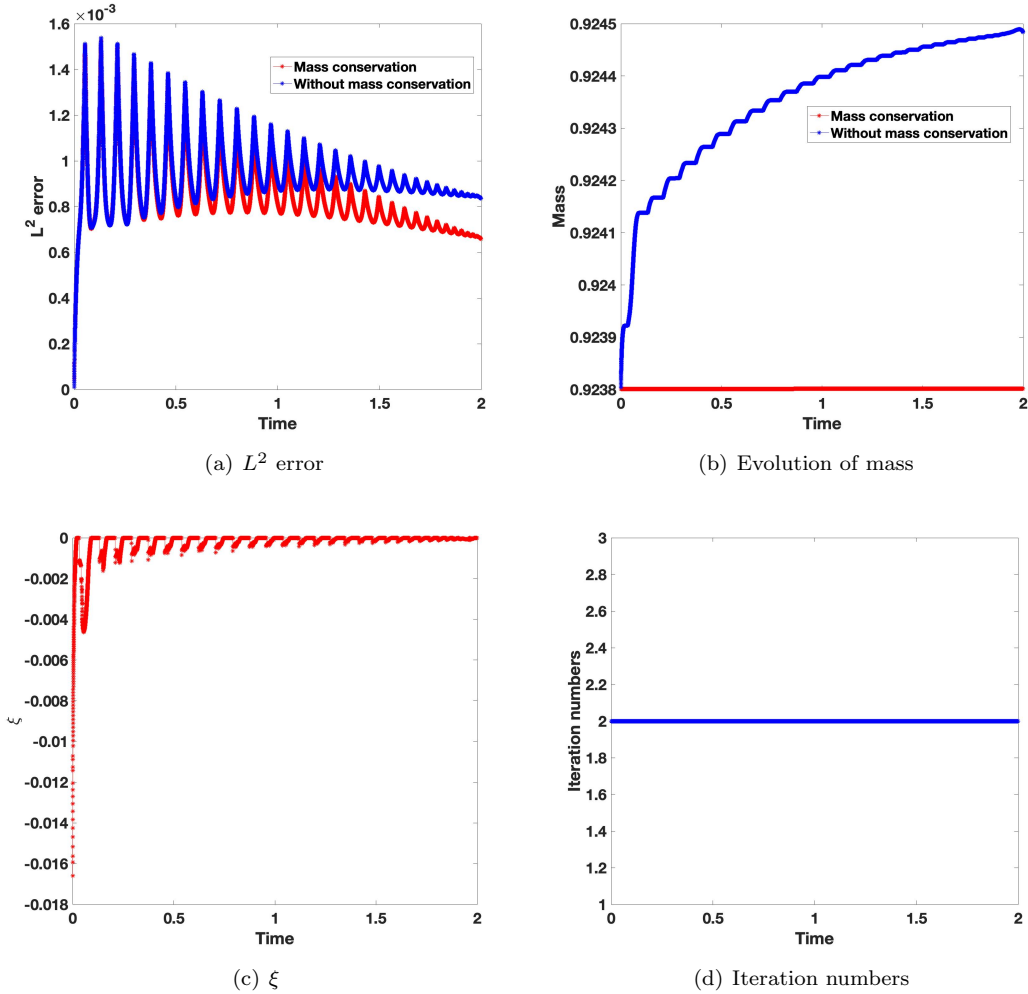 ×10-3
1.6
1.4
1.2
1
0.8
0.6
0.4
0.2
0
L2 error
Mass conservation
Without mass conservation
0 0.5 1 1.5 2
Time
(a) L2 error
0.9245
0.9244
0.9243
0.9242
0.9241
0.924
0.9239
0.9238
Mass
Mass conservation
Without mass conservation
0 0.5 1 1.5 2
Time
(b) Evolution of mass
0
-0.002
-0.004
-0.006
-0.008
-0.01
-0.012
-0.014
-0.016
-0.018
ξ
0 0.5 1 1.5 2
Time
(c) ξ
3
2.8
2.6
2.4
2.2
2
1.8
1.6
1.4
1.2
1
Iteration numbers
0 0.5 1 1.5 2
Time
(d) Iteration numbers